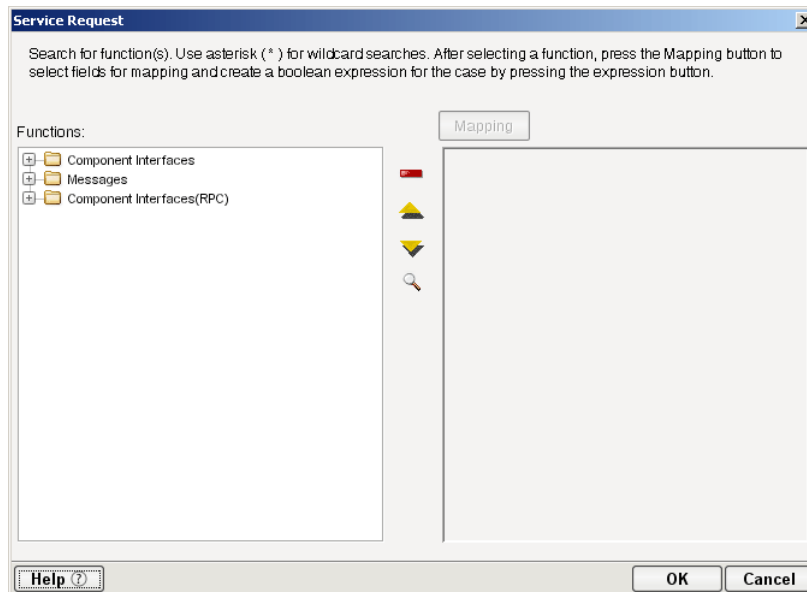 Service Request
Search for function(s). Use asterisk ( * ) for wildcard searches. After selecting a function, press the Mapping button to
select fields for mapping and create a boolean expression for the case by pressing the expression button.
Functions:
Mapping
Component Interfaces
Messages
Component Interfaces(RPC)
Help ?
OK
Cancel